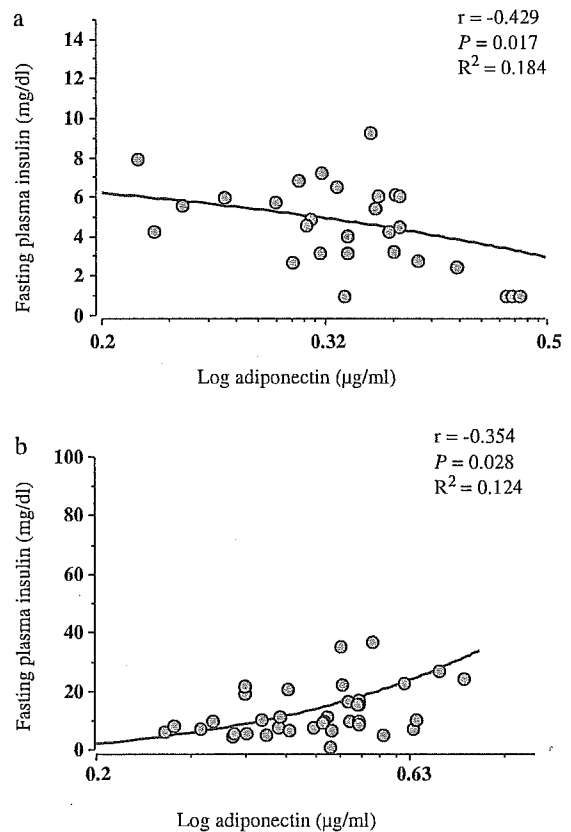 a
r = -0.429
P = 0.017
R² = 0.184
Fasting plasma insulin (mg/dl)
14
12
10
8
6
4
2
0
0.2 0.32 0.5
Log adiponectin (µg/ml)
b
r = -0.354
P = 0.028
R² = 0.124
Fasting plasma insulin (mg/dl)
100
80
60
40
20
0
0.2 0.63
Log adiponectin (µg/ml)